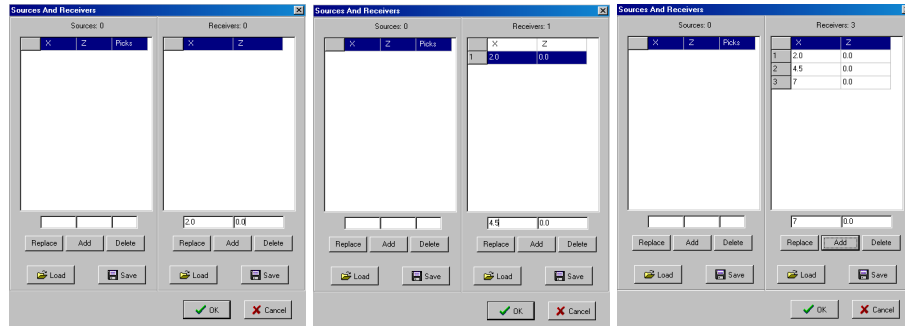 Sources And Receivers
Sources: 0 Receivers: 0
X Z Picks X Z
2.0 0.0
Replace Add Delete Replace Add Delete
Load Save Load Save
OK Cancel
Sources And Receivers
Sources: 0 Receivers: 1
X Z Picks X Z
1 2.0 0.0
4.5 0.0
Replace Add Delete Replace Add Delete
Load Save Load Save
OK Cancel
Sources And Receivers
Sources: 0 Receivers: 3
X Z Picks X Z
1 2.0 0.0
2 4.5 0.0
3 7 0.0
7 0.0
Replace Add Delete Replace Add Delete
Load Save Load Save
OK Cancel